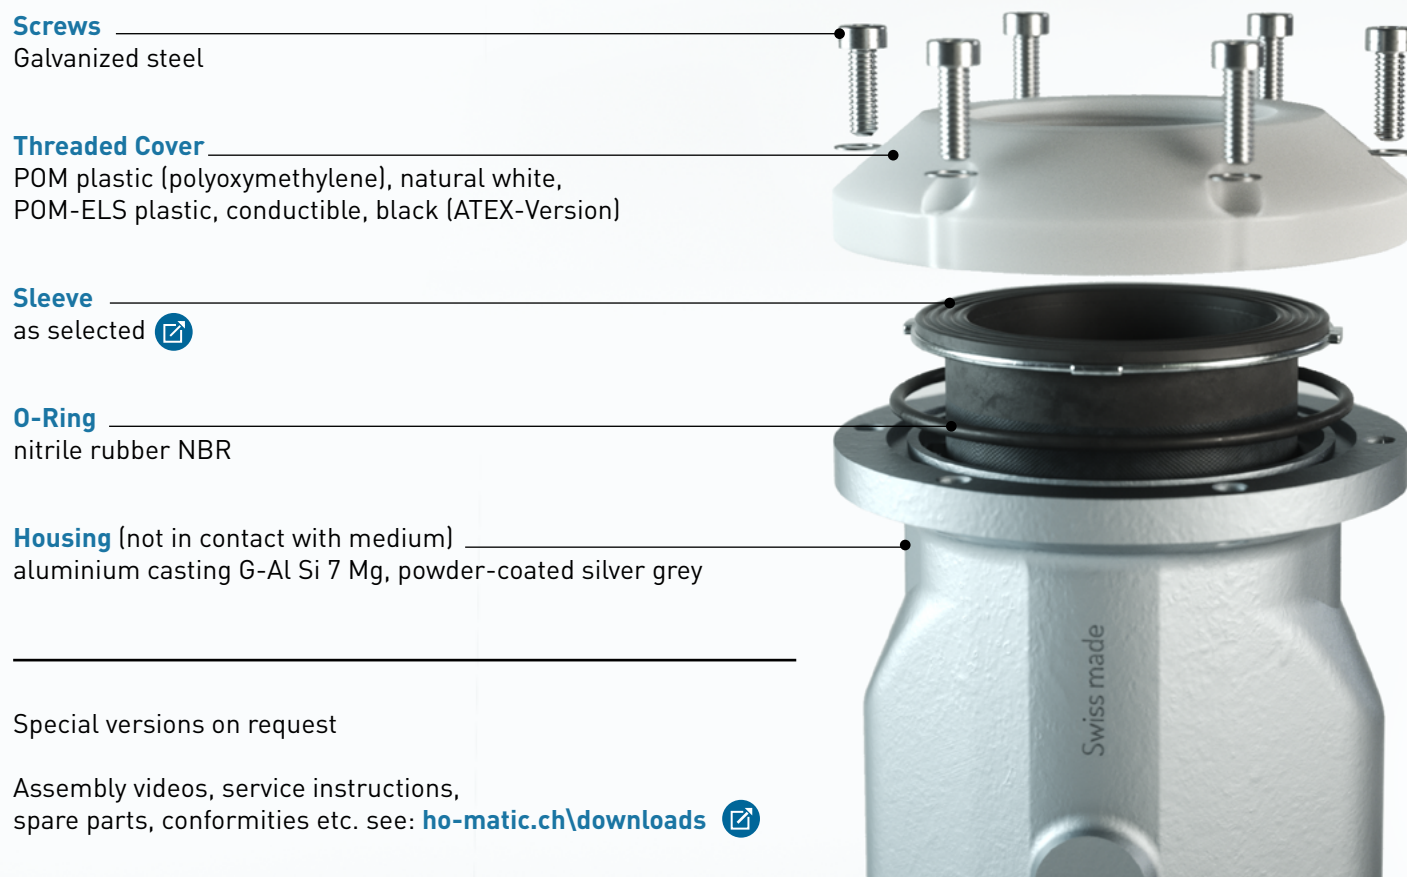 Screws
Galvanized steel
Threaded Cover
POM plastic (polyoxymethylene), natural white,
POM-ELS plastic, conductible, black (ATEX-Version)
Sleeve
as selected
O-Ring
nitrile rubber NBR
Housing (not in contact with medium)
aluminium casting G-Al Si 7 Mg, powder-coated silver grey
Swiss made
Special versions on request
Assembly videos, service instructions,
spare parts, conformities etc. see: ho-matic.ch\downloads